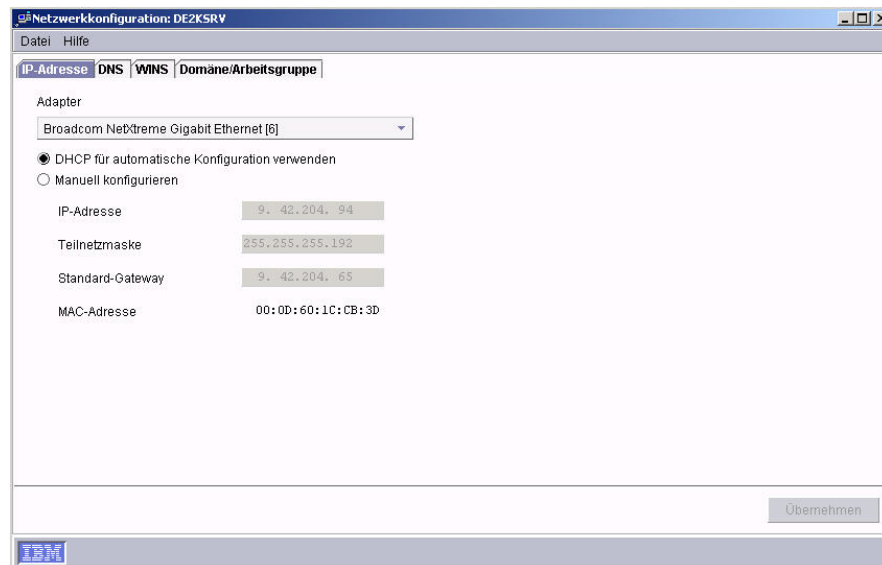 Netzwerkkonfiguration: DE2KSRV
Datei Hilfe
IP-Adresse DNS WINS Domäne/Arbeitsgruppe
Adapter
Broadcom NetXtreme Gigabit Ethernet [6]
DHCP für automatische Konfiguration verwenden
Manuell konfigurieren
IP-Adresse 9. 42.204. 94
Teilnetzmaske 255.255.255.192
Standard-Gateway 9. 42.204. 65
MAC-Adresse 00:0D:60:1C:CB:3D
Übernehmen
IBM